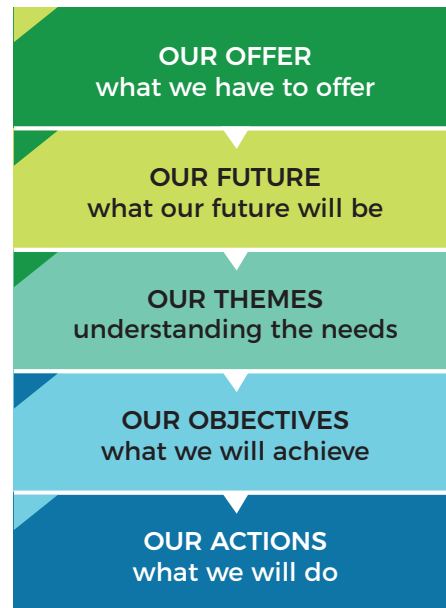 OUR OFFER
what we have to offer
OUR FUTURE
what our future will be
OUR THEMES
understanding the needs
OUR OBJECTIVES
what we will achieve
OUR ACTIONS
what we will do